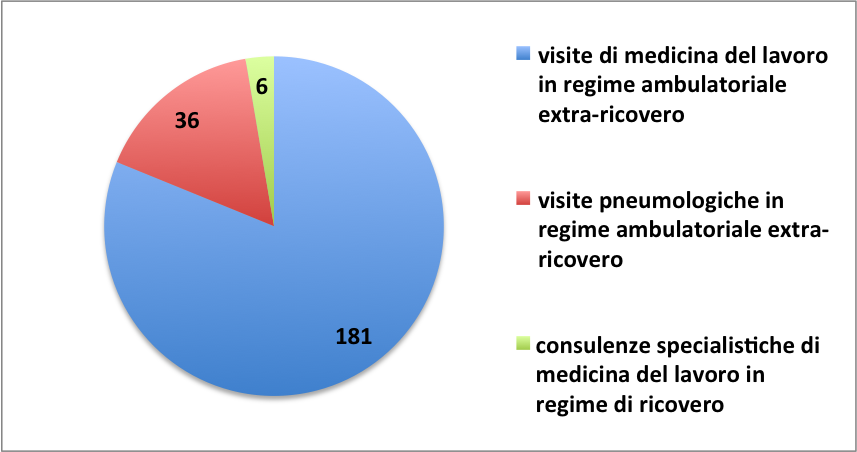 6
36
181
visite di medicina del lavoro
in regime ambulatoriale
extra-ricovero
visite pneumologiche in
regime ambulatoriale extra-
ricovero
consulenze specialistiche di
medicina del lavoro in
regime di ricovero